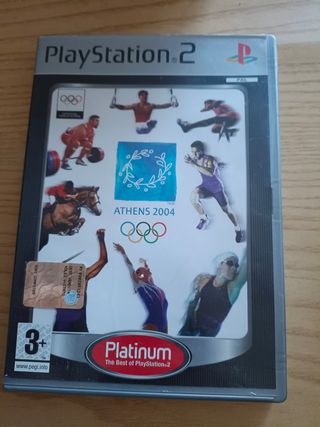 PlayStation®2
PAL
ATHENS 2004
3+
www.pegi.info
Platinum
The Best of PlayStation®2